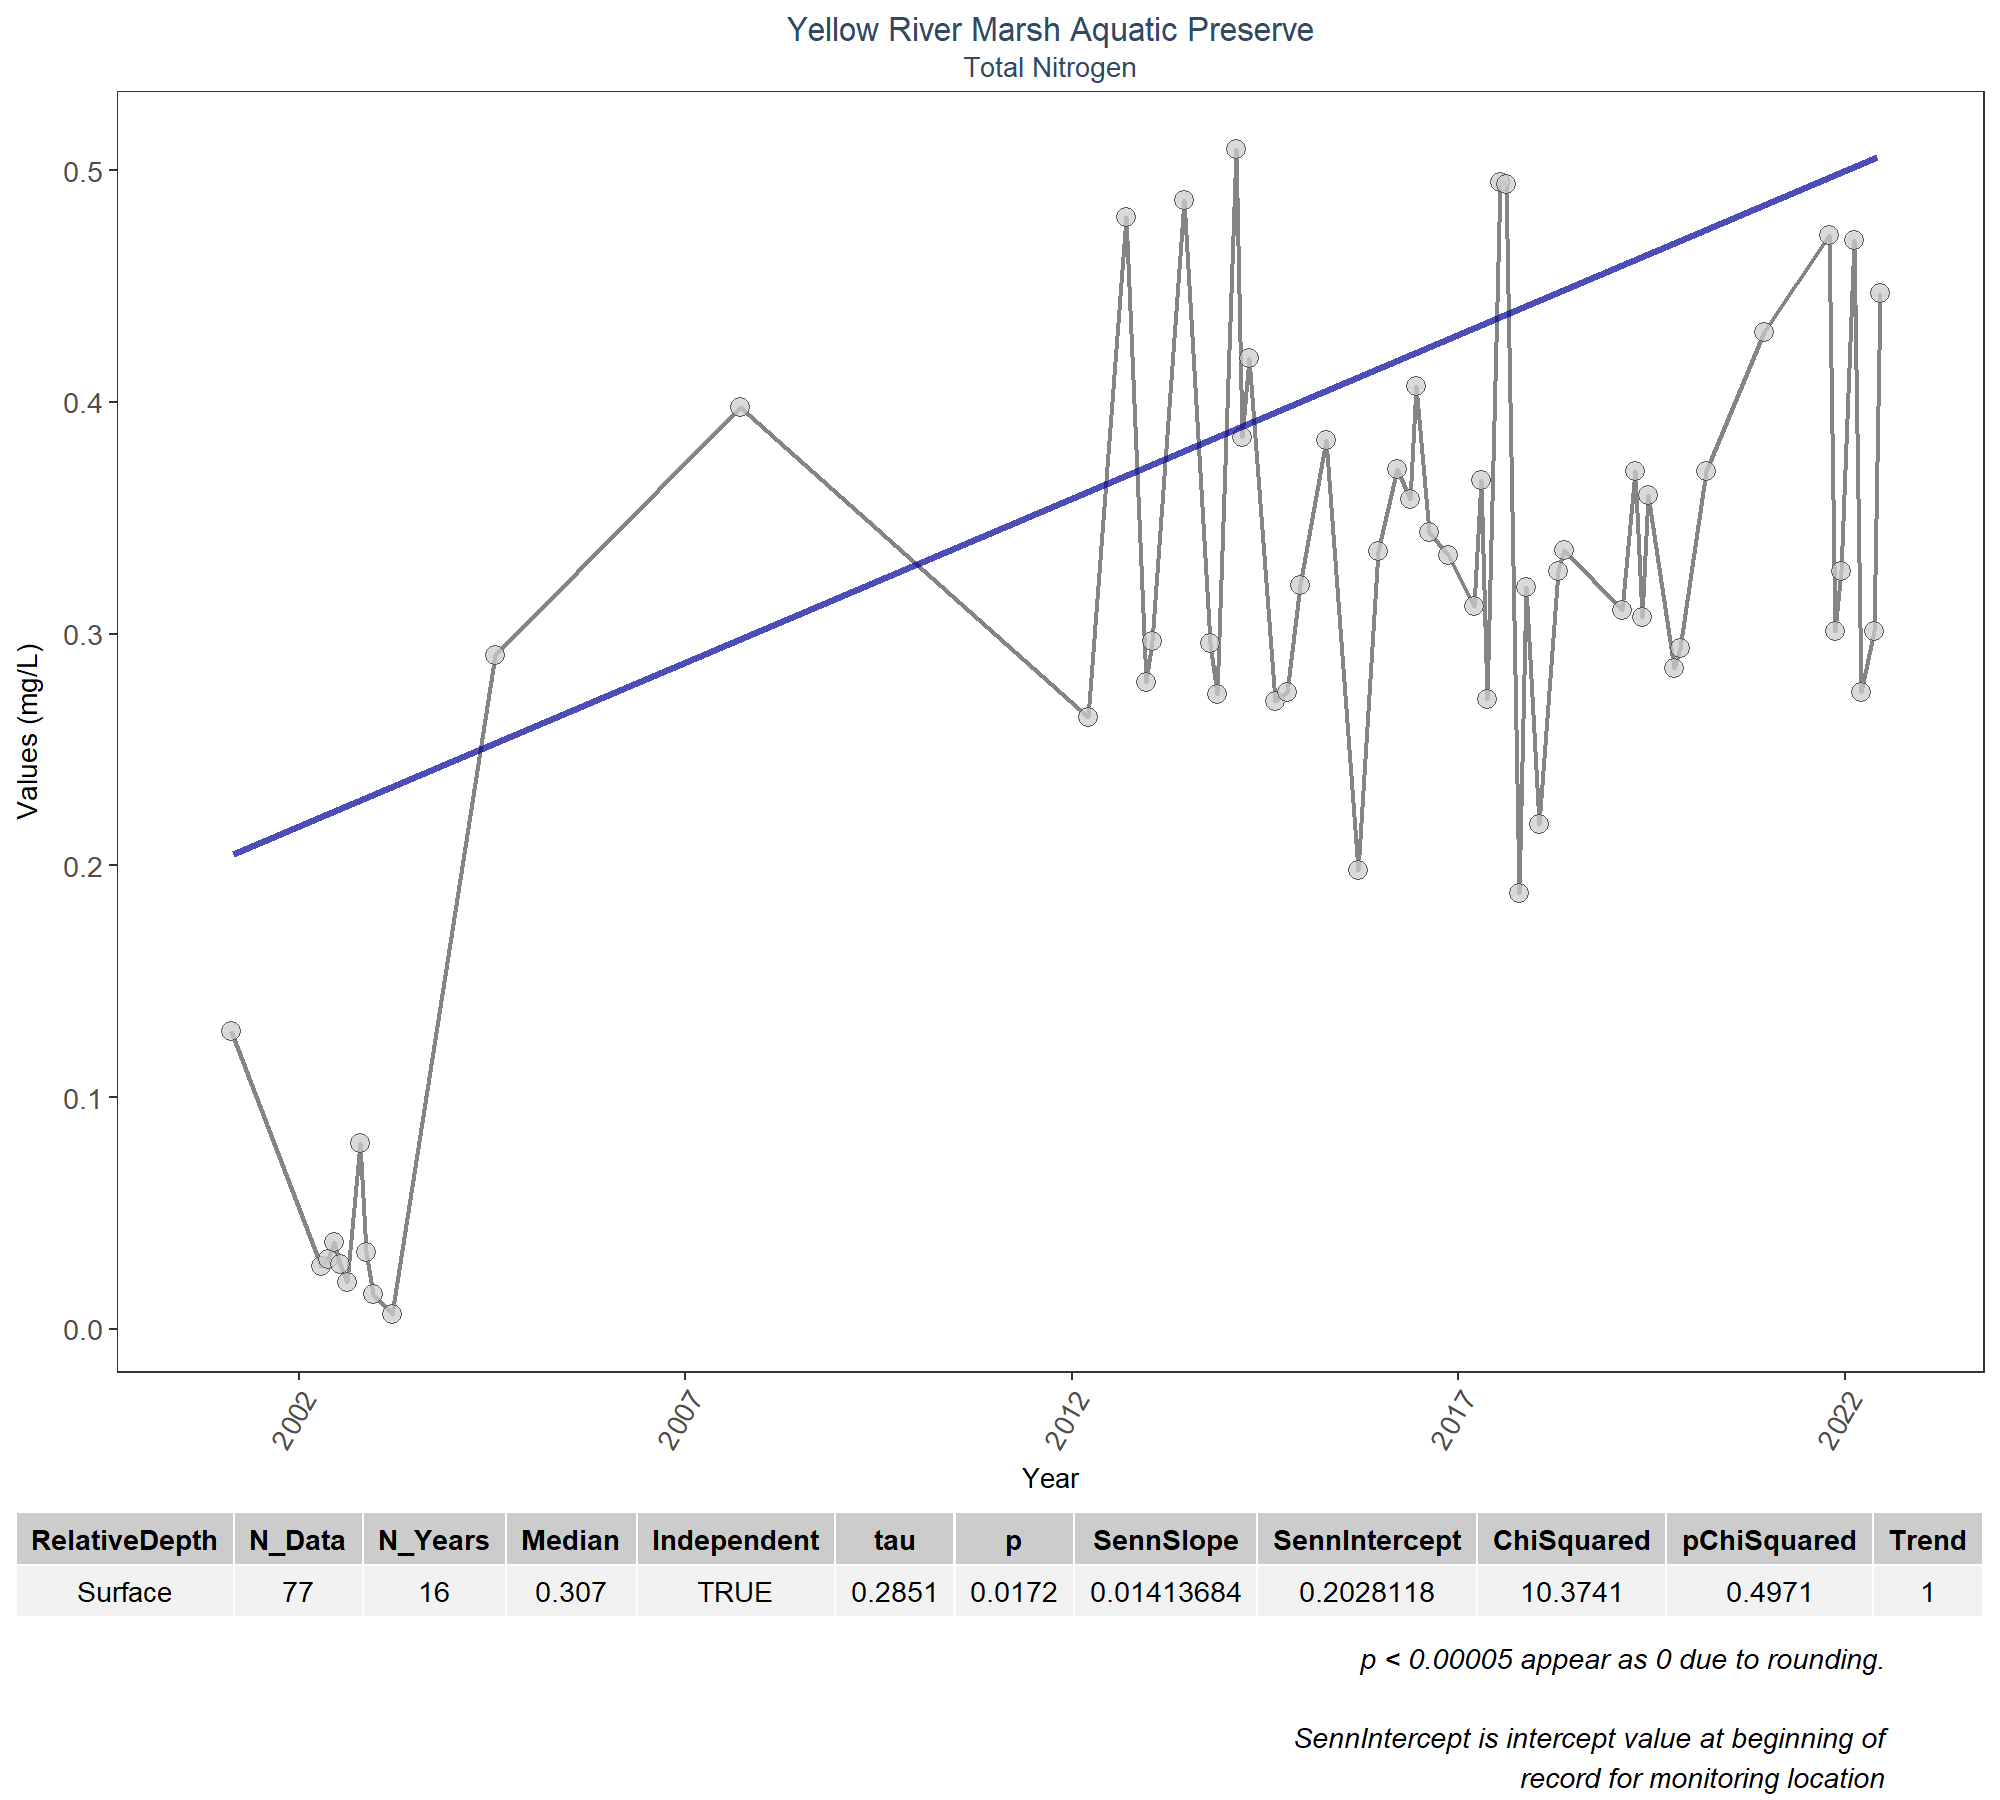 Yellow River Marsh Aquatic Preserve
Total Nitrogen
0.5
0.4
0.3
0.2
0.1
0.0
Values (mg/L)
2002 2007 2012 2017 2022
Year
RelativeDepth N_Data N_Years Median Independent tau p SennSlope SennIntercept ChiSquared pChiSquared Trend
Surface 77 16 0.307 TRUE 0.2851 0.0172 0.01413684 0.2028118 10.3741 0.4971 1
p < 0.00005 appear as 0 due to rounding.
SennIntercept is intercept value at beginning of
record for monitoring location